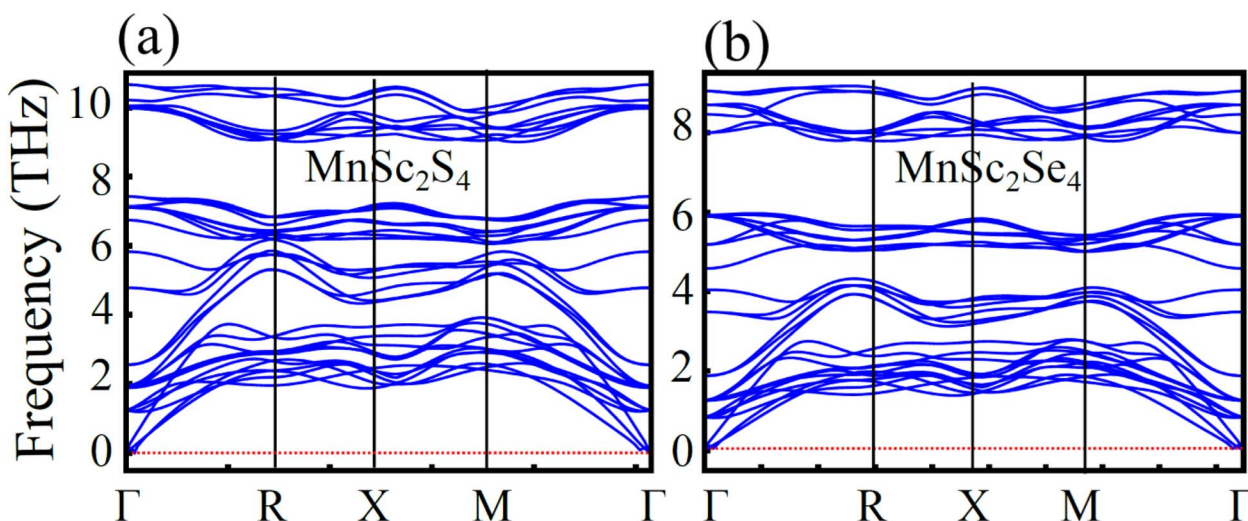 (a)
Frequency (THz)
10
8
6
4
2
0
MnSc₂S₄
Γ R X M Γ
(b)
8
6
4
2
0
MnSc₂Se₄
Γ R X M Γ